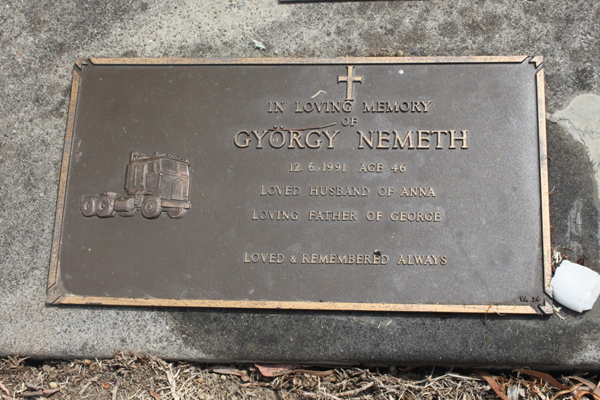 IN LOVING MEMORY
OF
GYÖRGY NEMETH
12.6.1991 AGE 46
LOVED HUSBAND OF ANNA
LOVING FATHER OF GEORGE
LOVED & REMEMBERED ALWAYS